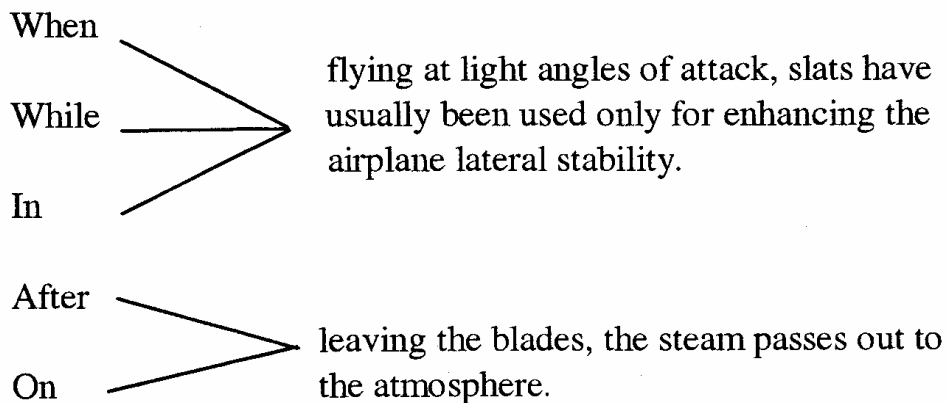 When
While
In
flying at light angles of attack, slats have
usually been used only for enhancing the
airplane lateral stability.
After
On
leaving the blades, the steam passes out to
the atmosphere.